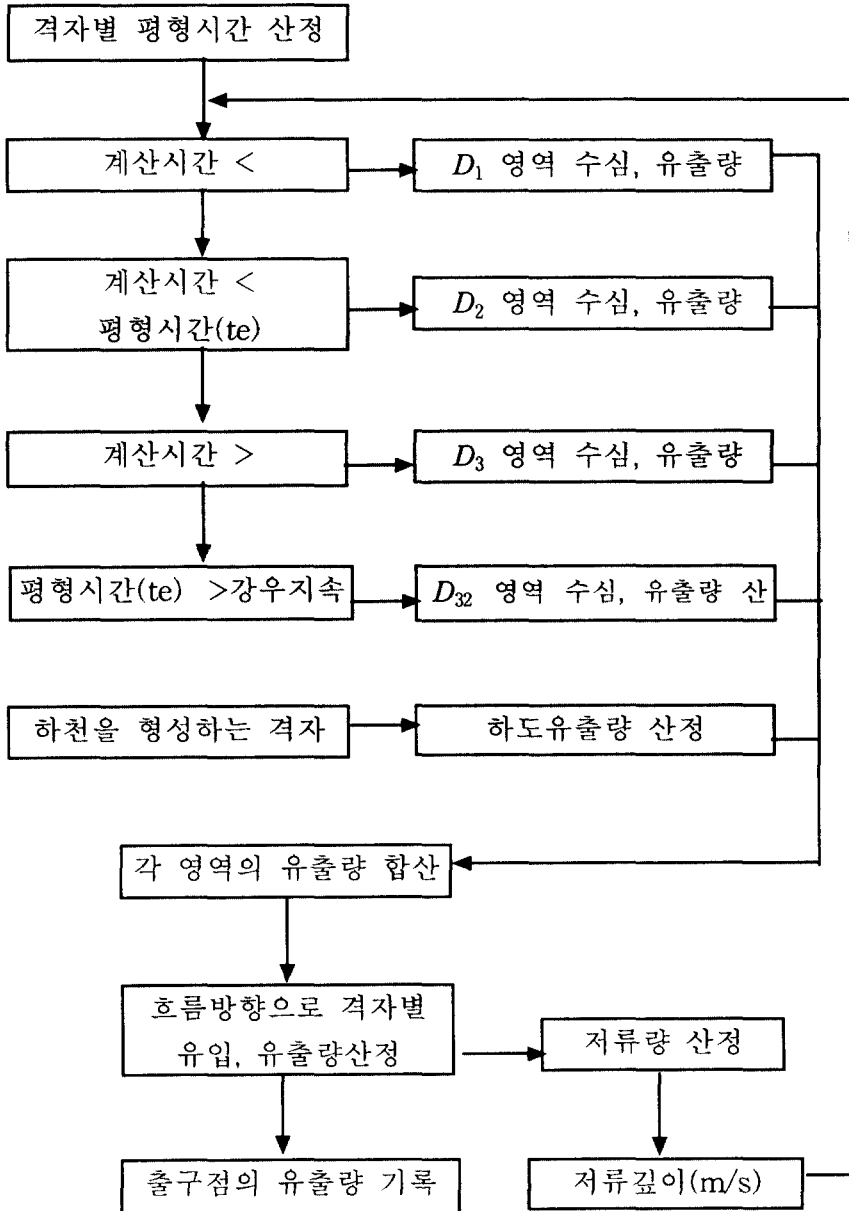 격자별 평형시간 산정
계산시간 <
D₁ 영역 수심, 유출량
계산시간 <
평형시간(te)
D₂ 영역 수심, 유출량
계산시간 >
D₃ 영역 수심, 유출량
평형시간(te) >강우지속
D₃₂ 영역 수심, 유출량 산
하천을 형성하는 격자
하도유출량 산정
각 영역의 유출량 합산
흐름방향으로 격자별
유입, 유출량산정
저류량 산정
출구점의 유출량 기록
저류깊이(m/s)